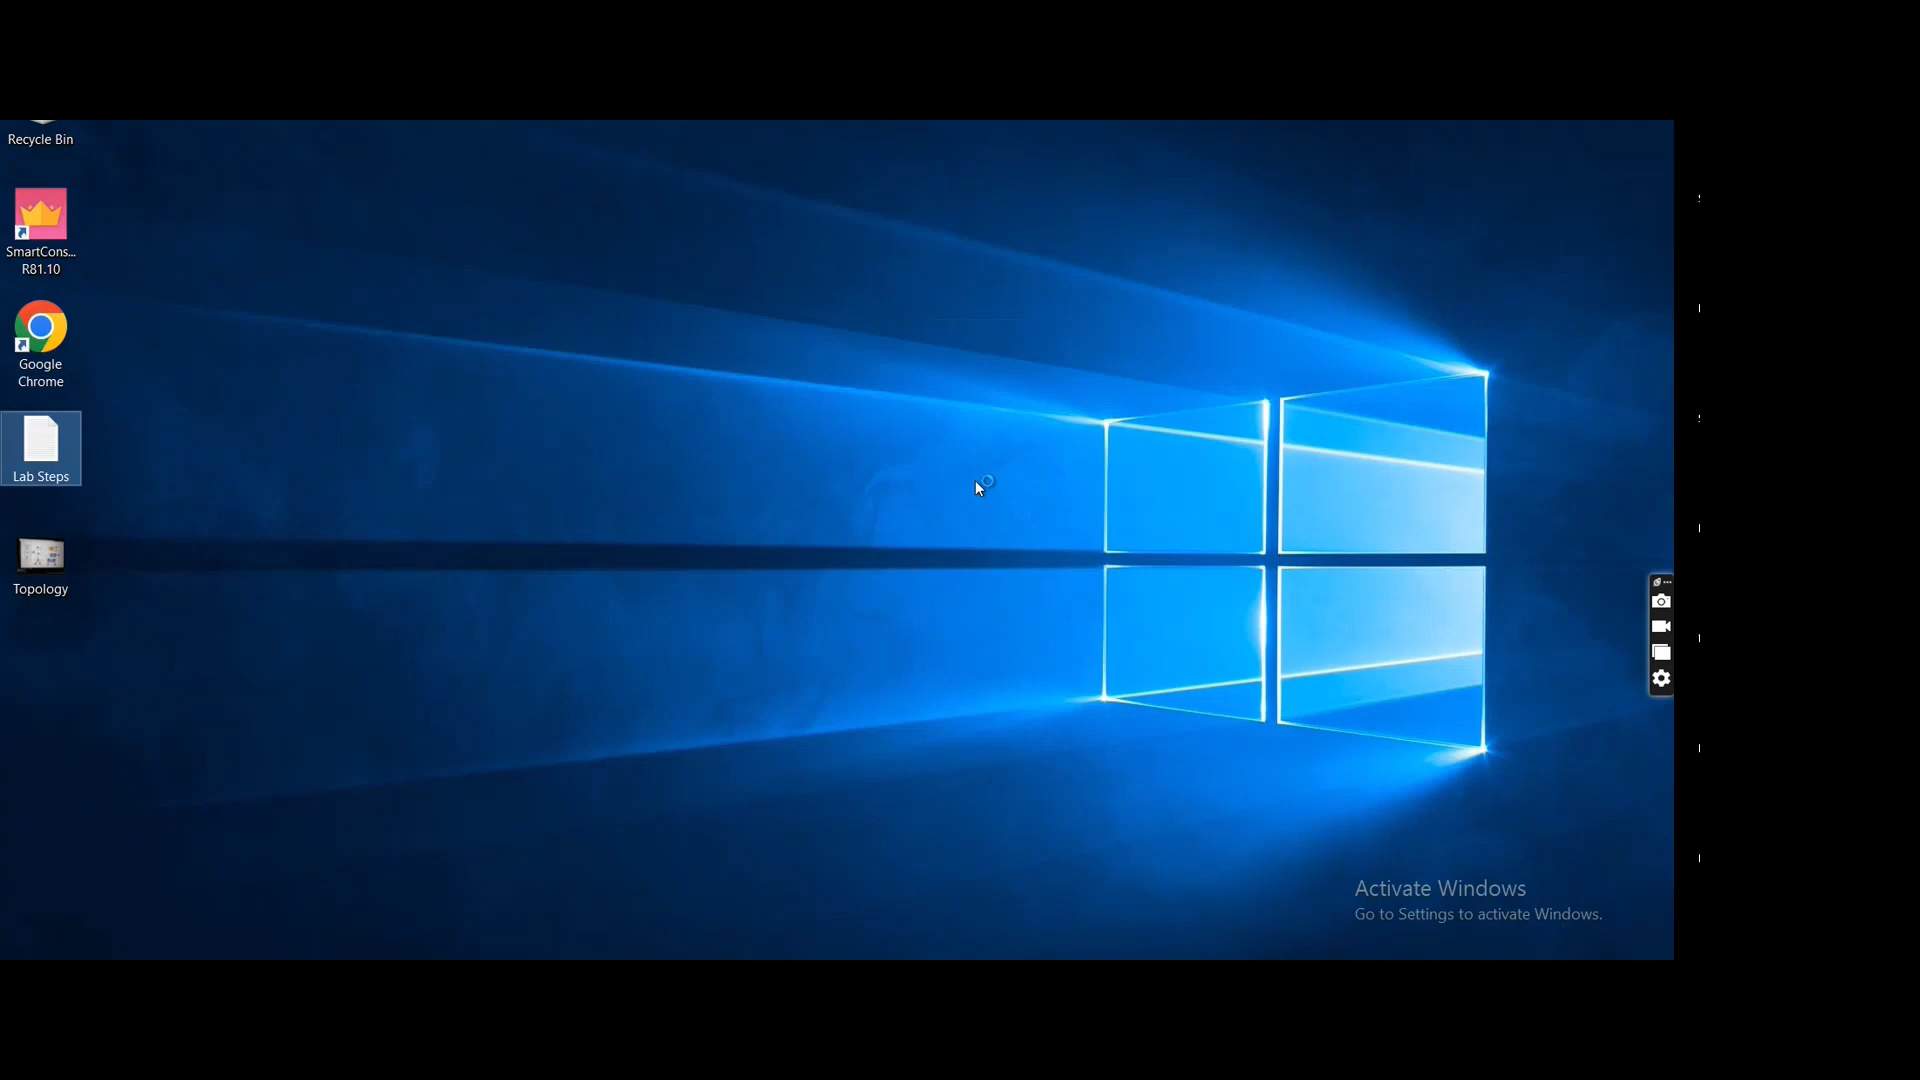 Recycle Bin
SmartCons...
R81.10
Google
Chrome
Lab Steps
Topology
Activate Windows
Go to Settings to activate Windows.